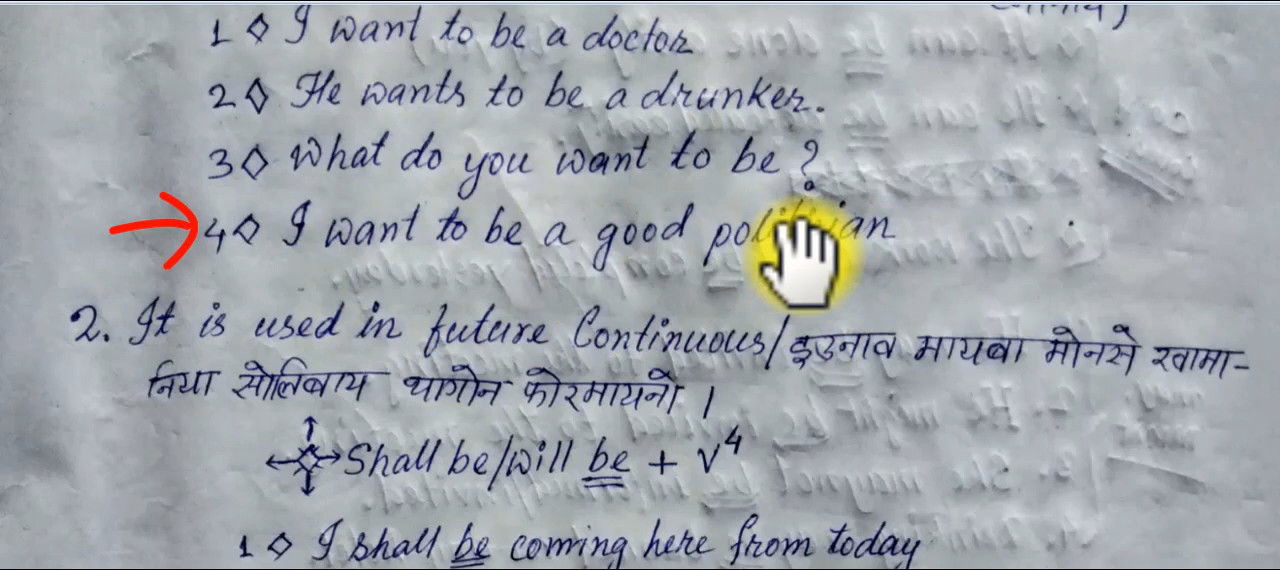 1 ◇ I want to be a doctor
2 ◇ He wants to be a drunker.
3 ◇ What do you want to be?
4 ◇ I want to be a good
2. It is used in future Continuous/ इउनाव मायबा मोनसे खामा-
निया सोलिबाय थागोन फोरमायनो ।
Shall be/will be + V4
1 ◇ I shall be coming here from today